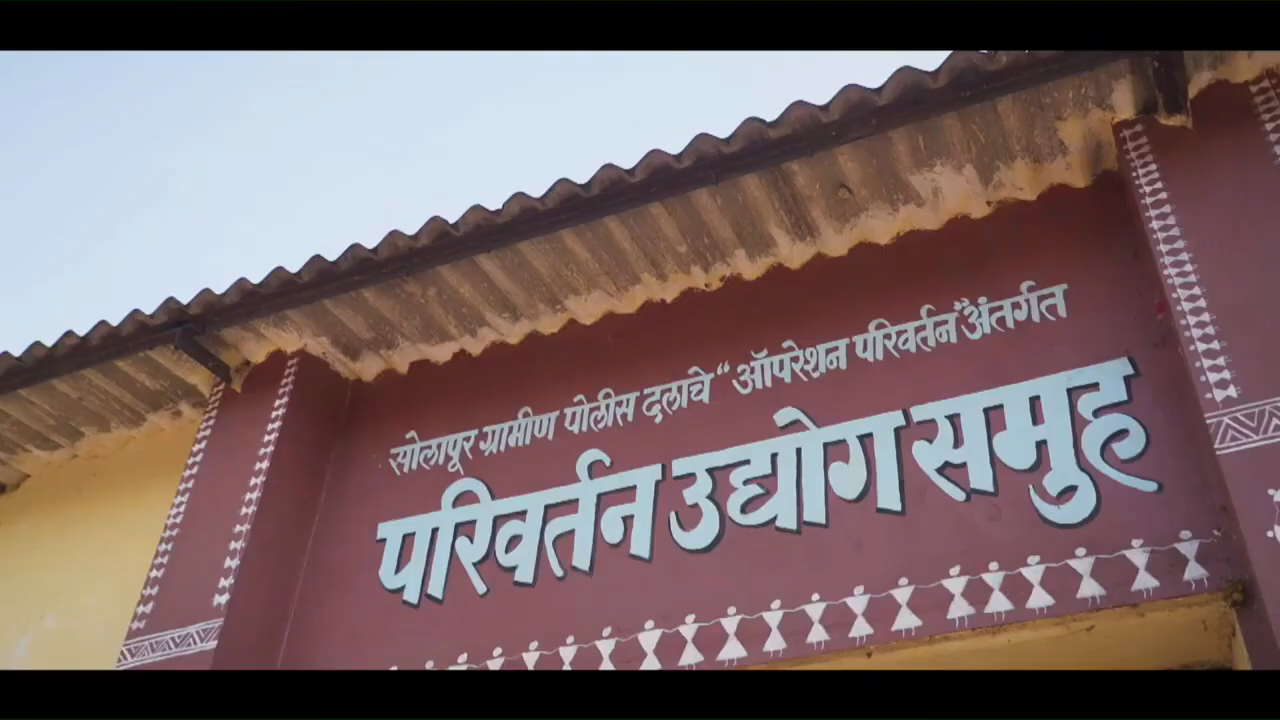 सोलापूर ग्रामीण पोलीस दलाचे “ऑपरेशन परिवर्तन” अंतर्गत
परिवर्तन उद्योग समुह